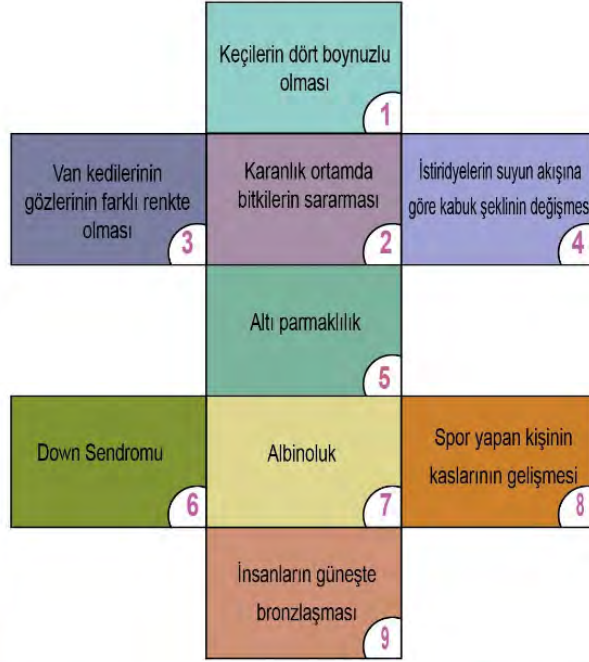 Keçilerin dört boynuzlu
olması
1
Van kedilerinin
gözlerinin farklı renkte
olması
3
Karanlık ortamda
bitkilerin sararması
2
İstiridyelerin suyun akışına
göre kabuk şeklinin değişmes
4
Altı parmaklılık
5
Down Sendromu
6
Albinoluk
7
Spor yapan kişinin
kaslarının gelişmesi
8
İnsanların güneşte
bronzlaşması
9